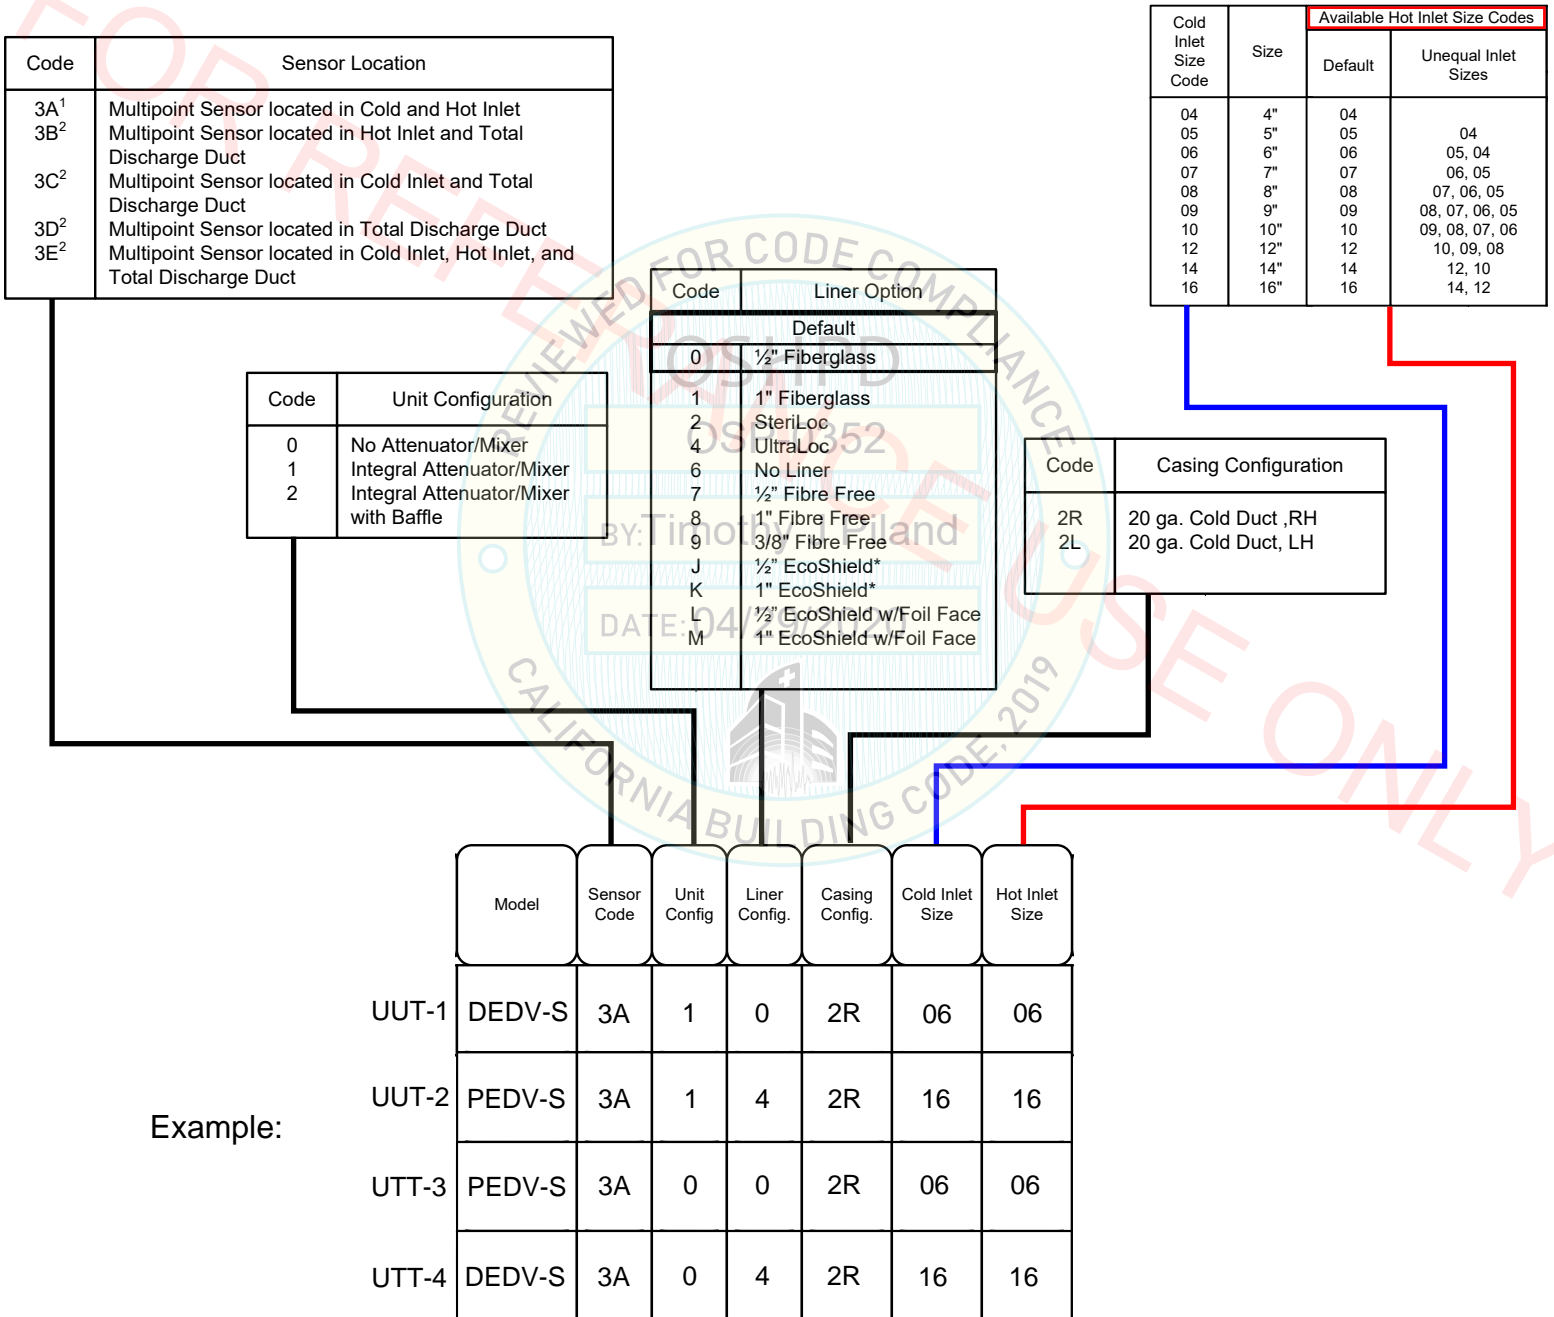 FOR REFERANCE USE ONLY
Code Sensor Location
3A¹ Multipoint Sensor located in Cold and Hot Inlet
3B² Multipoint Sensor located in Hot Inlet and Total
Discharge Duct
3C² Multipoint Sensor located in Cold Inlet and Total
Discharge Duct
3D² Multipoint Sensor located in Total Discharge Duct
3E² Multipoint Sensor located in Cold Inlet, Hot Inlet, and
Total Discharge Duct
Cold
Inlet
Size
Code
Size
Available Hot Inlet Size Codes
Default
Unequal Inlet
Sizes
04 4" 04
05 5" 05 04
06 6" 06 05, 04
07 7" 07 06, 05
08 8" 08 07, 06, 05
09 9" 09 08, 07, 06, 05
10 10" 10 09, 08, 07, 06
12 12" 12 10, 09, 08
14 14" 14 12, 10
16 16" 16 14, 12
Code Liner Option
Default
0 ½" Fiberglass
1 1" Fiberglass
2 SteriLoc
4 UltraLoc
6 No Liner
7 ½” Fibre Free
8 1" Fibre Free
9 3/8" Fibre Free
J ½” EcoShield*
K 1" EcoShield*
L ½” EcoShield w/Foil Face
M 1" EcoShield w/Foil Face
Code Unit Configuration
0 No Attenuator/Mixer
1 Integral Attenuator/Mixer
2 Integral Attenuator/Mixer
with Baffle
Code Casing Configuration
2R 20 ga. Cold Duct ,RH
2L 20 ga. Cold Duct, LH
REVIEWED FOR CODE COMPLIANCE
OSHPD
BY:Timothy J Piland
DATE: 04/29/2020
CALIFORNIA BUILDING CODE, 2019
Model
Sensor
Code
Unit
Config
Liner
Config.
Casing
Config.
Cold Inlet
Size
Hot Inlet
Size
Example:
UUT-1 DEDV-S 3A 1 0 2R 06 06
UUT-2 PEDV-S 3A 1 4 2R 16 16
UTT-3 PEDV-S 3A 0 0 2R 06 06
UTT-4 DEDV-S 3A 0 4 2R 16 16